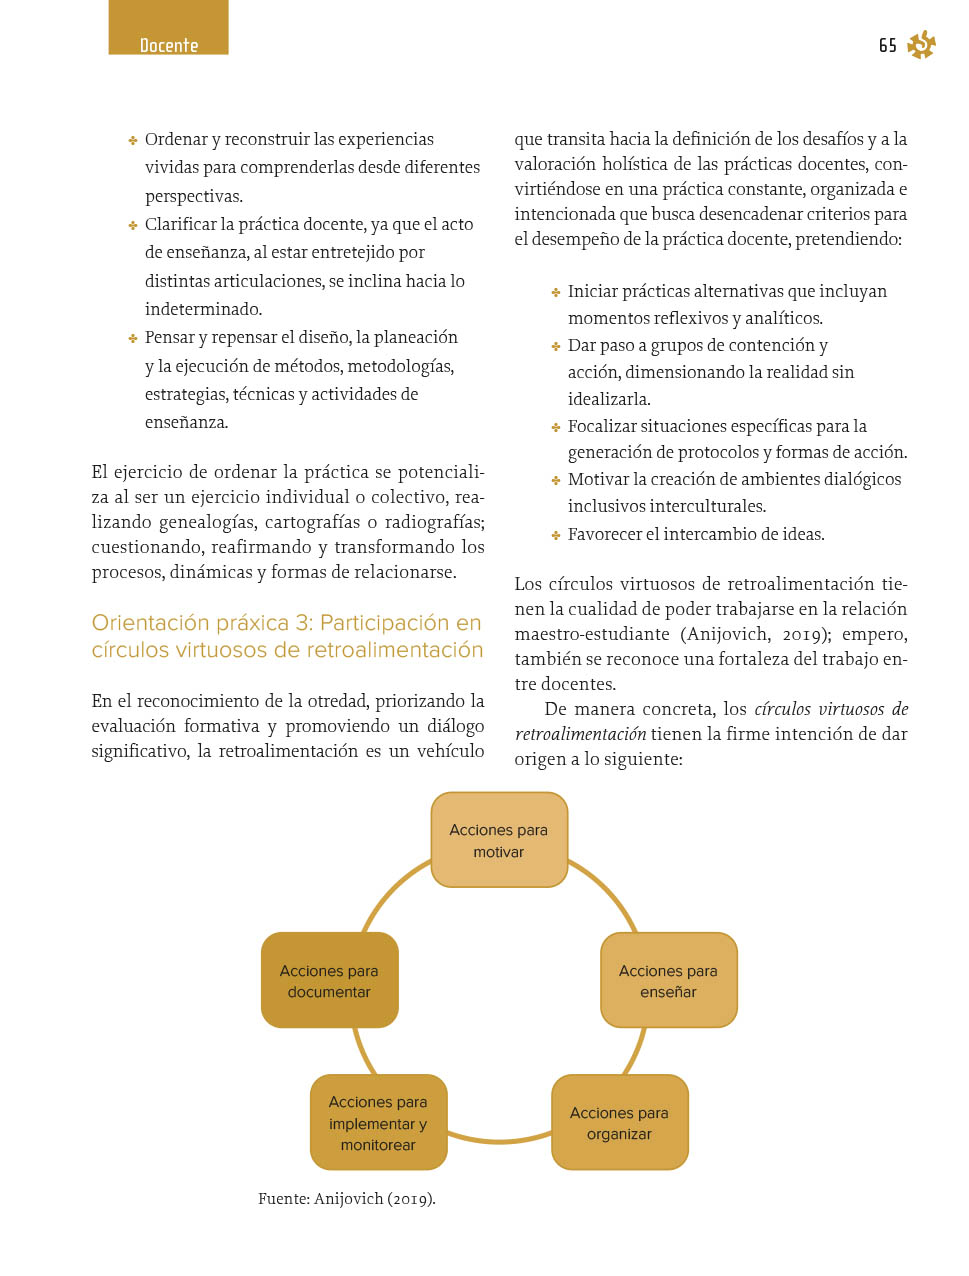 Docente
65
Ordenar y reconstruir las experiencias
vividas para comprenderlas desde diferentes
perspectivas.
Clarificar la práctica docente, ya que el acto
de enseñanza, al estar entretejido por
distintas articulaciones, se inclina hacia lo
indeterminado.
Pensar y repensar el diseño, la planeación
y la ejecución de métodos, metodologías,
estrategias, técnicas y actividades de
enseñanza.
El ejercicio de ordenar la práctica se potenciali-
za al ser un ejercicio individual o colectivo, rea-
lizando genealogías, cartografías o radiografías;
cuestionando, reafirmando y transformando los
procesos, dinámicas y formas de relacionarse.
Orientación práxica 3: Participación en
círculos virtuosos de retroalimentación
En el reconocimiento de la otredad, priorizando la
evaluación formativa y promoviendo un diálogo
significativo, la retroalimentación es un vehículo
que transita hacia la definición de los desafíos y a la
valoración holística de las prácticas docentes, con-
virtiéndose en una práctica constante, organizada e
intencionada que busca desencadenar criterios para
el desempeño de la práctica docente, pretendiendo:
Iniciar prácticas alternativas que incluyan
momentos reflexivos y analíticos.
Dar paso a grupos de contención y
acción, dimensionando la realidad sin
idealizarla.
Focalizar situaciones específicas para la
generación de protocolos y formas de acción.
Motivar la creación de ambientes dialógicos
inclusivos interculturales.
Favorecer el intercambio de ideas.
Los círculos virtuosos de retroalimentación tie-
nen la cualidad de poder trabajarse en la relación
maestro-estudiante (Anijovich, 2019); empero,
también se reconoce una fortaleza del trabajo en-
tre docentes.
De manera concreta, los círculos virtuosos de
retroalimentación tienen la firme intención de dar
origen a lo siguiente:
Acciones para
motivar
Acciones para
documentar
Acciones para
enseñar
Acciones para
implementar y
monitorear
Acciones para
organizar
Fuente: Anijovich (2019).